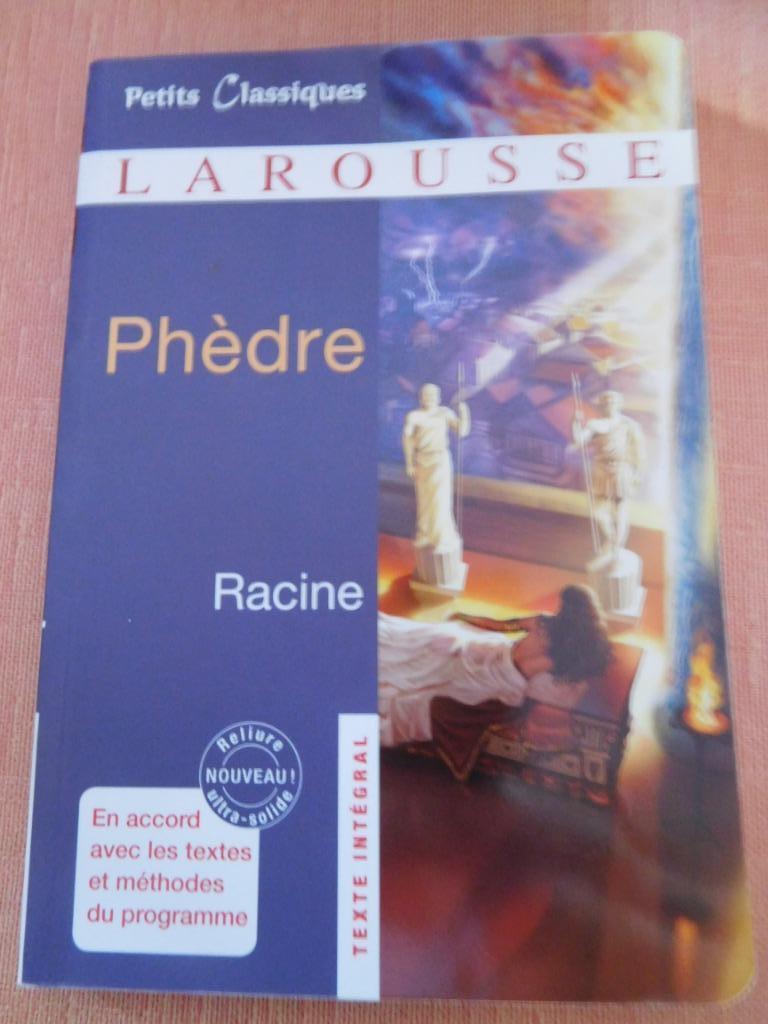 Petits Classiques
LAROUSSE
Phèdre
Racine
Reliure
NOUVEAU !
ultra-solide
En accord
avec les textes
et méthodes
du programme
TEXTE INTÉGRAL